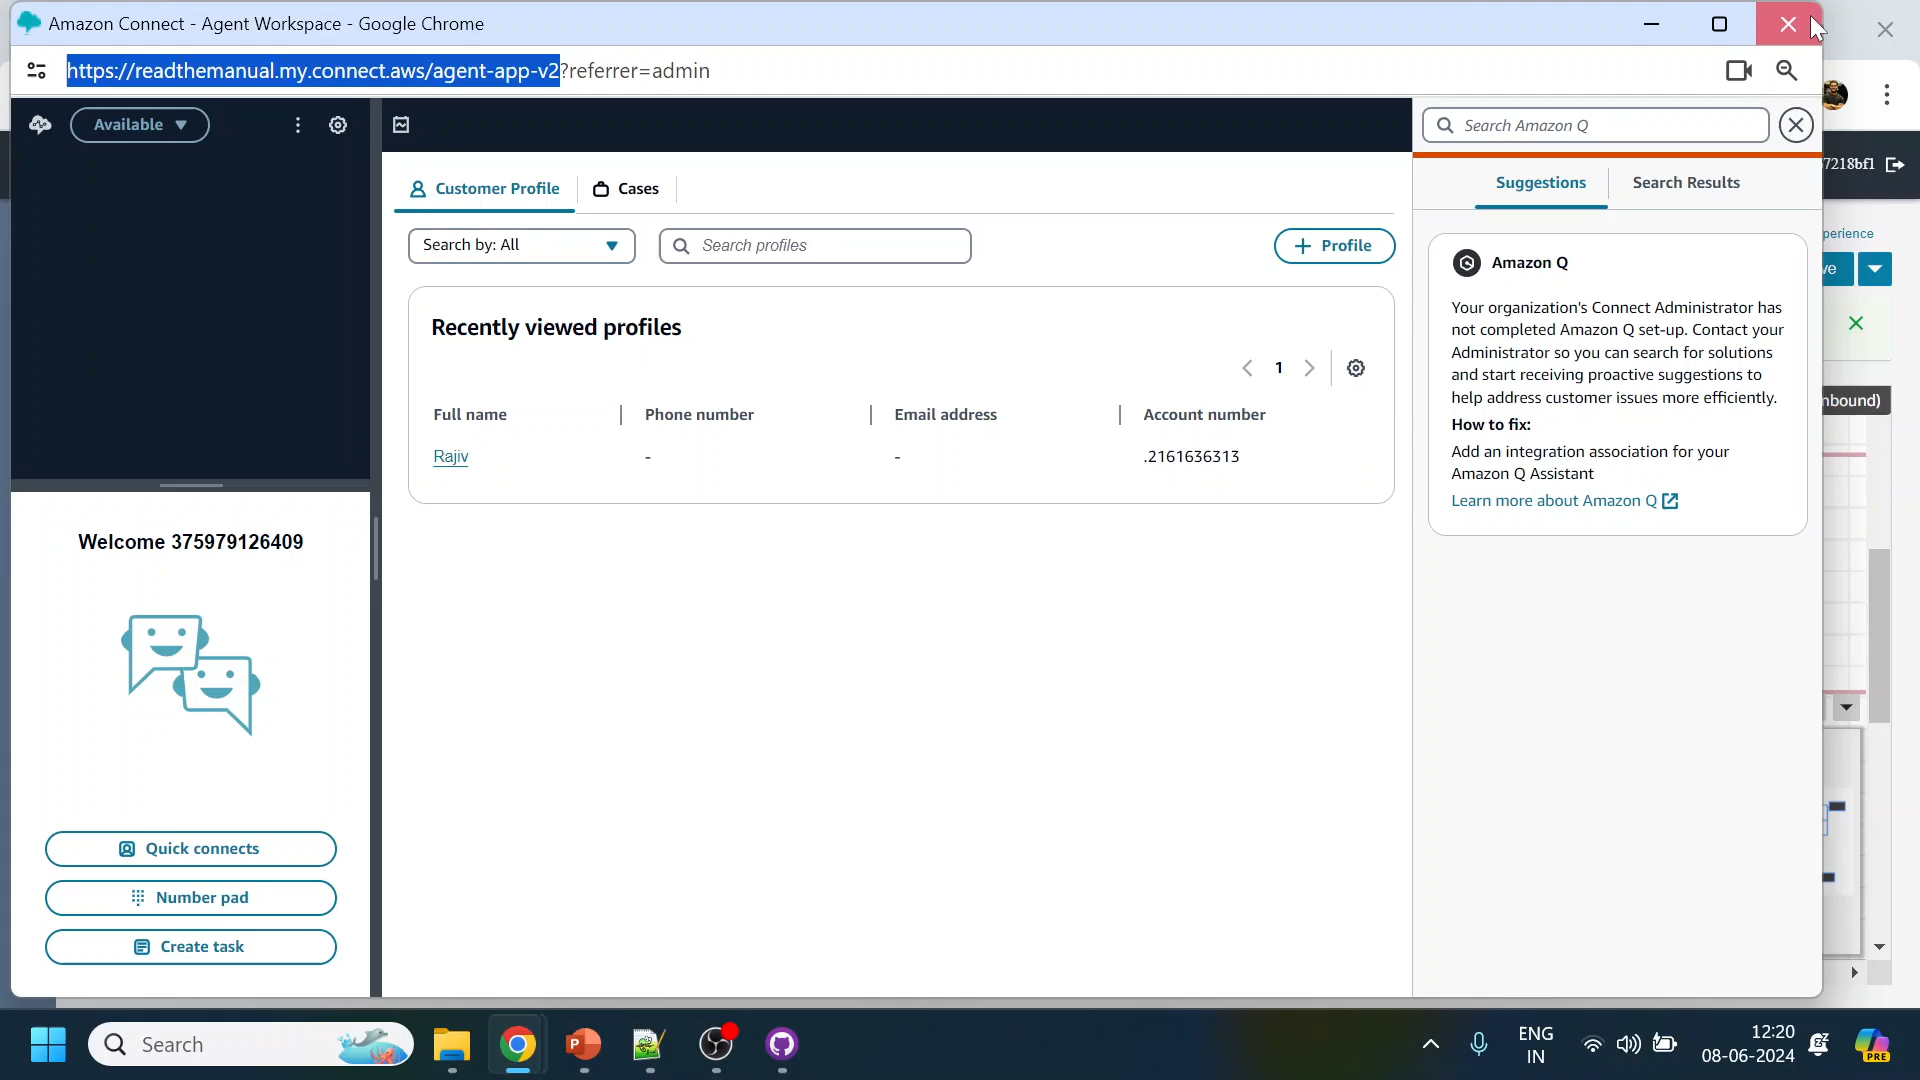 Amazon Connect - Agent Workspace - Google Chrome
https://readthemanual.my.connect.aws/agent-app-v2?referrer=admin
Available
Search Amazon Q
7218bf1
Customer Profile
Cases
Suggestions
Search Results
perience
Search by: All
Search profiles
Profile
ve
Amazon Q
Your organization's Connect Administrator has
not completed Amazon Q set-up. Contact your
Administrator so you can search for solutions
and start receiving proactive suggestions to
help address customer issues more efficiently.
How to fix:
Add an integration association for your
Amazon Q Assistant
Learn more about Amazon Q
Recently viewed profiles
1
Full name
Phone number
Email address
Account number
Rajiv
-
-
.2161636313
nbound)
Welcome 375979126409
Quick connects
Number pad
Create task
Search
P
ENG
IN
12:20
08-06-2024
PRE